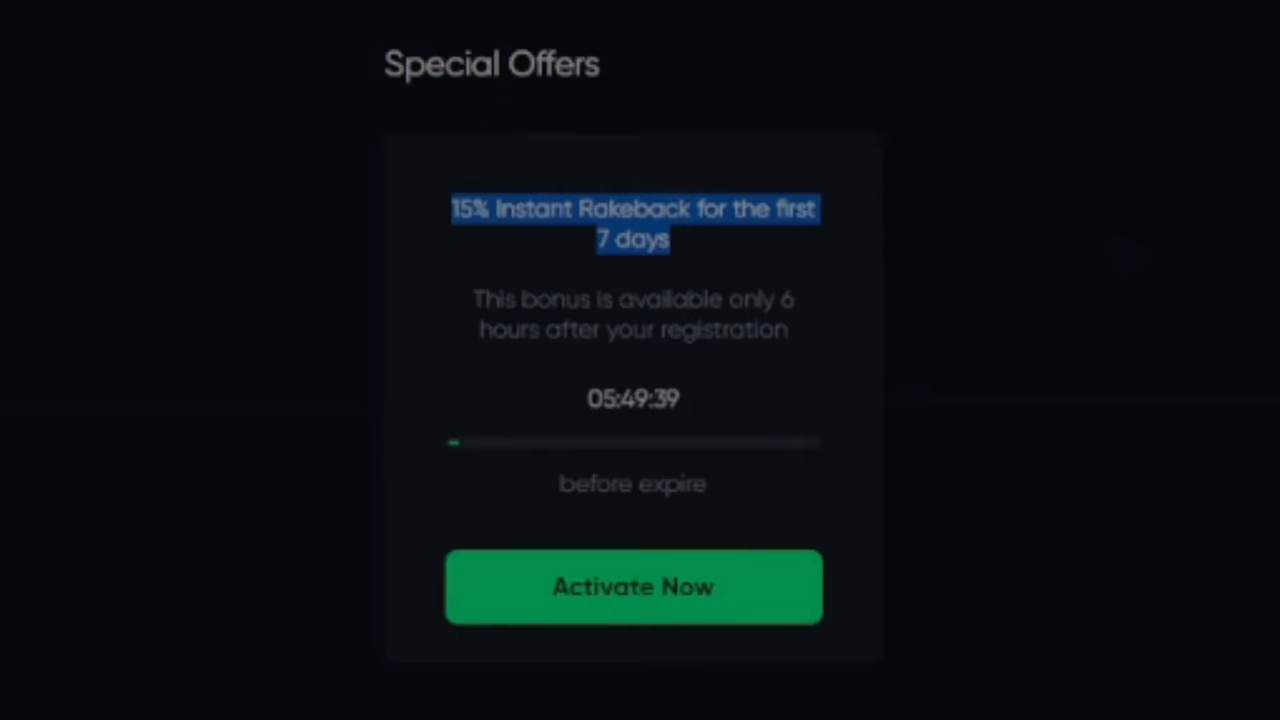 Special Offers
15% Instant Rakeback for the first
7 days
This bonus is available only 6
hours after your registration
05:49:39
before expire
Activate Now